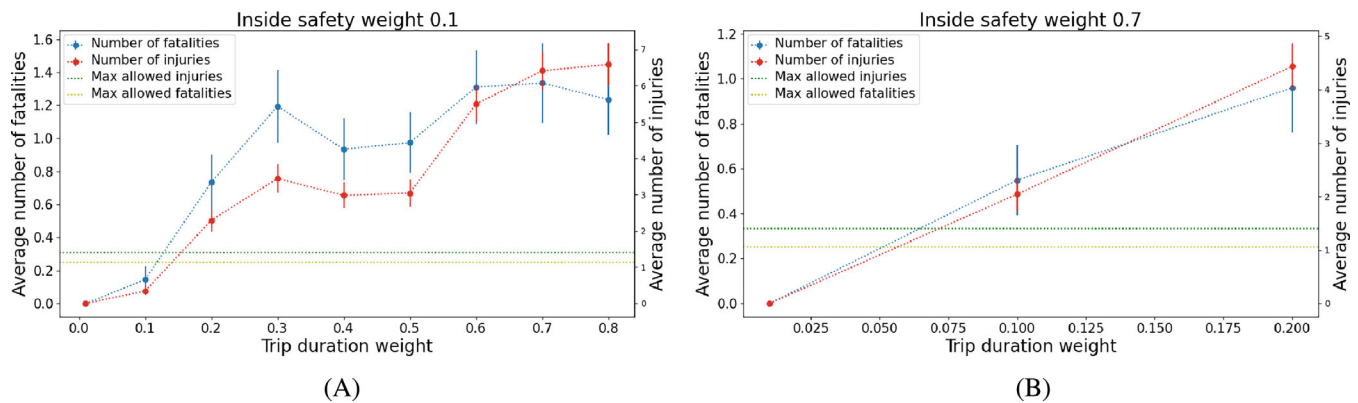 Inside safety weight 0.1
Average number of fatalities
1.6
1.4
1.2
1.0
0.8
0.6
0.4
0.2
0.0
Number of fatalities
Number of injuries
Max allowed injuries
Max allowed fatalities
7
6
5
4
3
2
1
0
Average number of injuries
0.0 0.1 0.2 0.3 0.4 0.5 0.6 0.7 0.8
Trip duration weight
(A)
Inside safety weight 0.7
Average number of fatalities
1.2
1.0
0.8
0.6
0.4
0.2
0.0
Number of fatalities
Number of injuries
Max allowed injuries
Max allowed fatalities
5
4
3
2
1
0
Average number of injuries
0.025 0.050 0.075 0.100 0.125 0.150 0.175 0.200
Trip duration weight
(B)